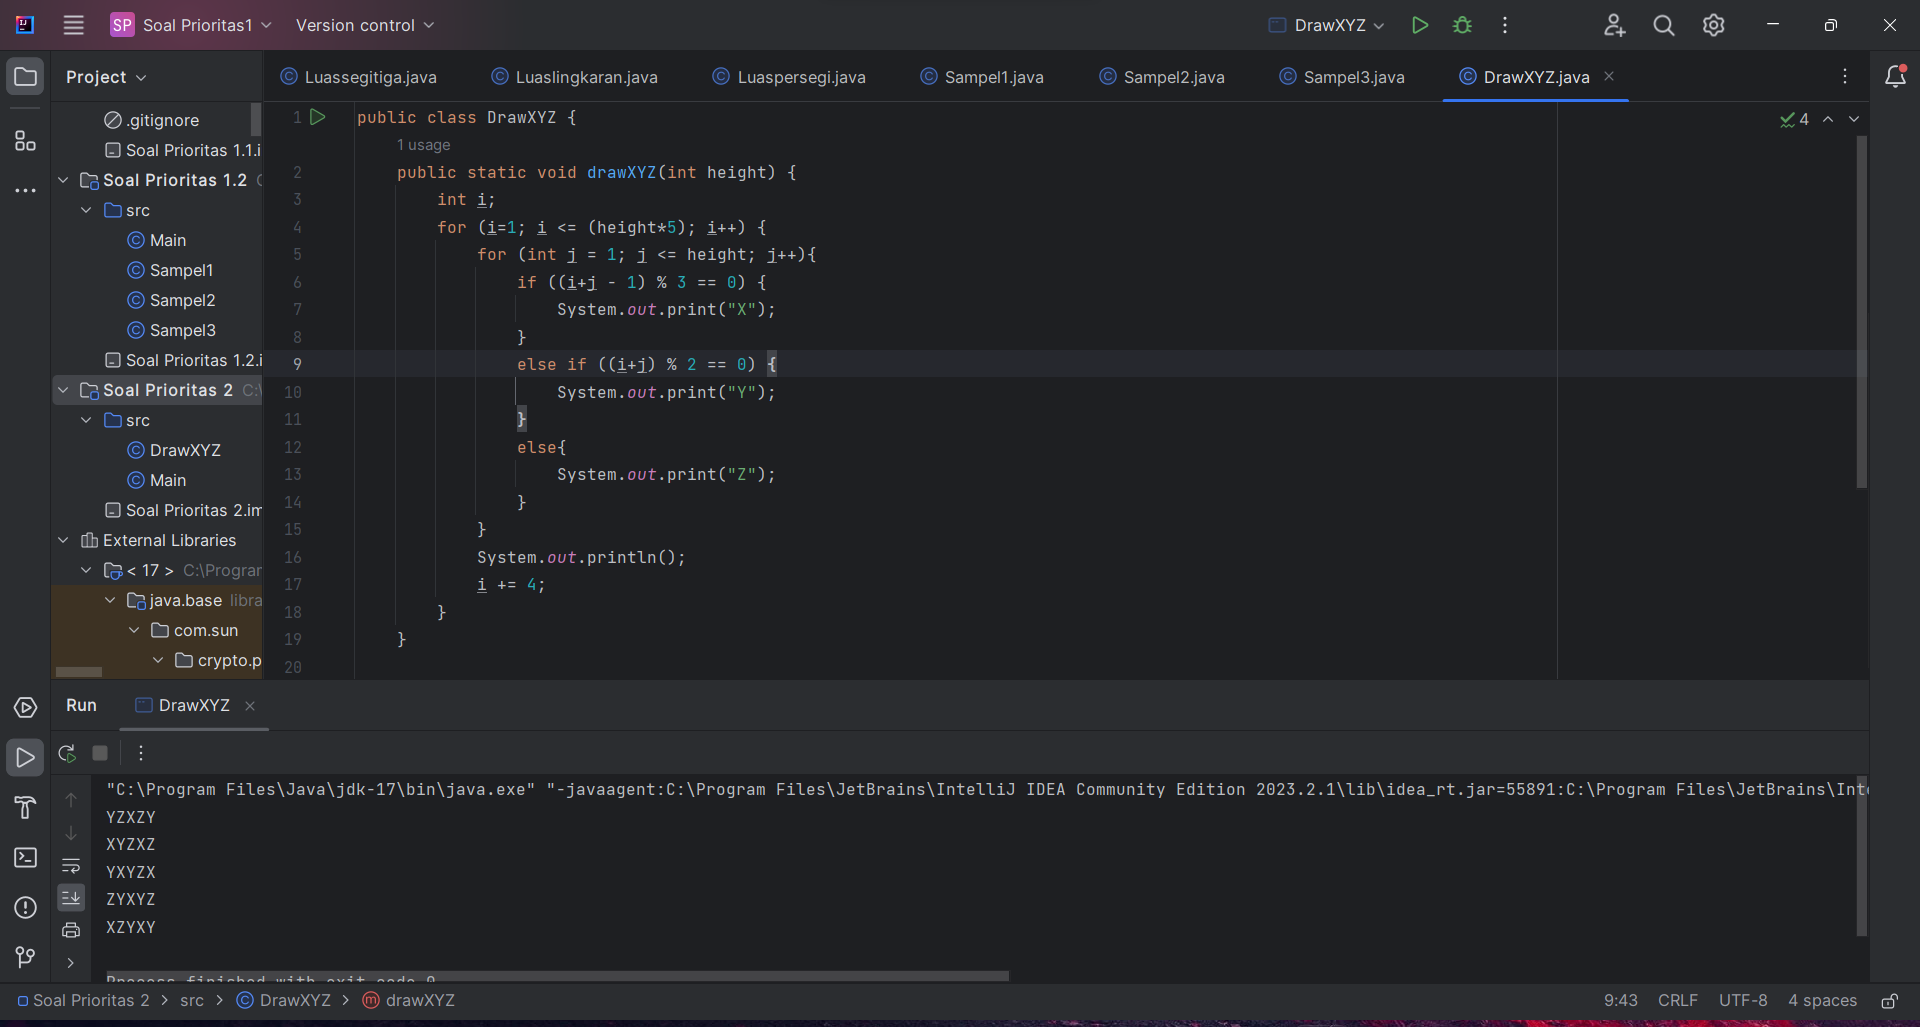 SP Soal Prioritas1 Version control DrawXYZ
Project Luassegitiga.java Luaslingkaran.java Luaspersegi.java Sampel1.java Sampel2.java Sampel3.java DrawXYZ.java
.gitignore
Soal Prioritas 1.1.i
Soal Prioritas 1.2
src
Main
Sampel1
Sampel2
Sampel3
Soal Prioritas 1.2.i
Soal Prioritas 2 C:\
src
DrawXYZ
Main
Soal Prioritas 2.im
External Libraries
< 17 > C:\Program
java.base libra
com.sun
crypto.p
4
1 public class DrawXYZ {
1 usage
2 public static void drawXYZ(int height) {
3 int i;
4 for (i=1; i <= (height*5); i++) {
5 for (int j = 1; j <= height; j++){
6 if ((i+j - 1) % 3 == 0) {
7 System.out.print("X");
8 }
9 else if ((i+j) % 2 == 0) {
10 System.out.print("Y");
11 }
12 else{
13 System.out.print("Z");
14 }
15 }
16 System.out.println();
17 i += 4;
18 }
19 }
20
Run DrawXYZ
"C:\Program Files\Java\jdk-17\bin\java.exe" "-javaagent:C:\Program Files\JetBrains\IntelliJ IDEA Community Edition 2023.2.1\lib\idea_rt.jar=55891:C:\Program Files\JetBrains\Inte
YZXZY
XYZXZ
YXYZX
ZYXYZ
XZYXY
Process finished with exit code 0
Soal Prioritas 2 > src > DrawXYZ > drawXYZ 9:43 CRLF UTF-8 4 spaces